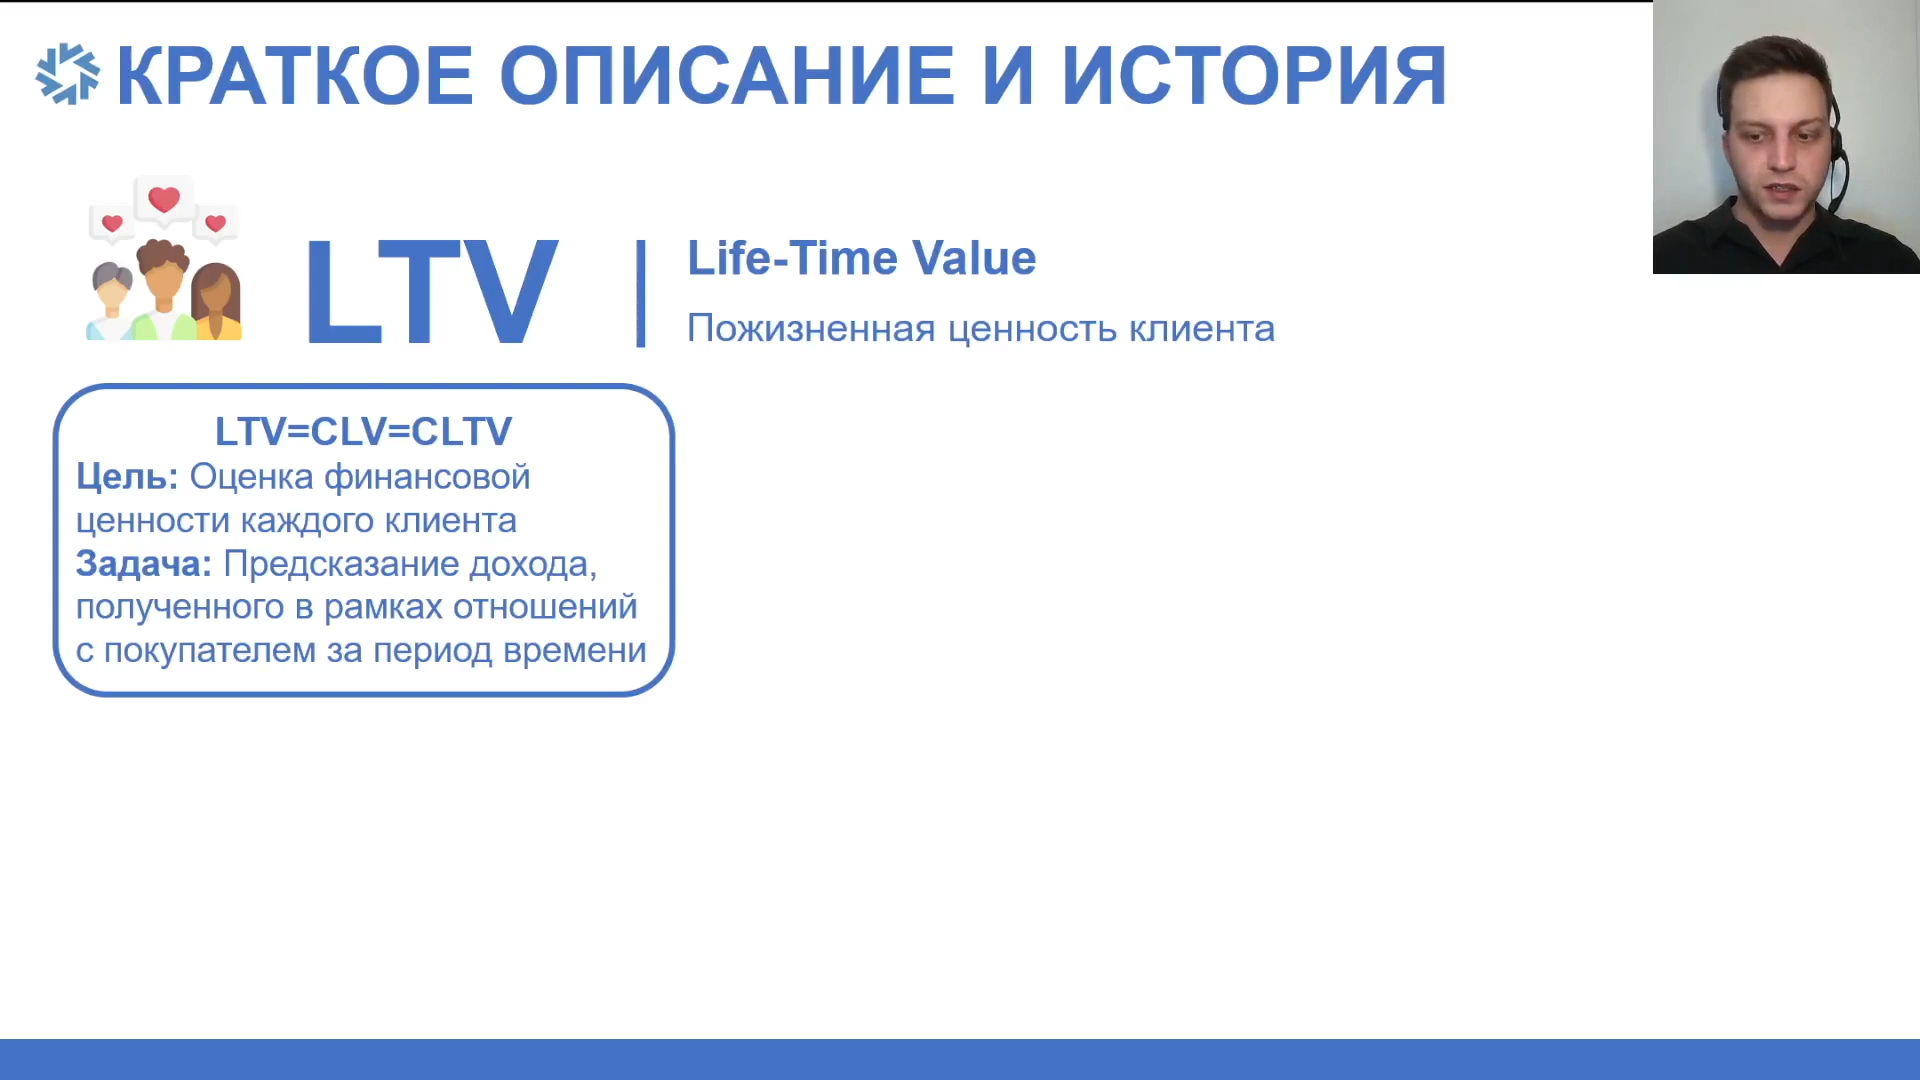 КРАТКОЕ ОПИСАНИЕ И ИСТОРИЯ
LTV
Life-Time Value
Пожизненная ценность клиента
LTV=CLV=CLTV
Цель: Оценка финансовой
ценности каждого клиента
Задача: Предсказание дохода,
полученного в рамках отношений
с покупателем за период времени